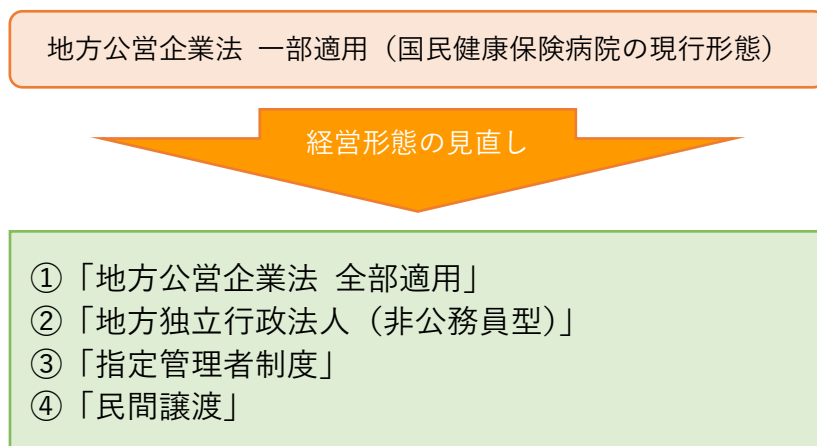 地方公営企業法 一部適用（国民健康保険病院の現行形態）
経営形態の見直し
①「地方公営企業法 全部適用」
②「地方独立行政法人（非公務員型）」
③「指定管理者制度」
④「民間譲渡」